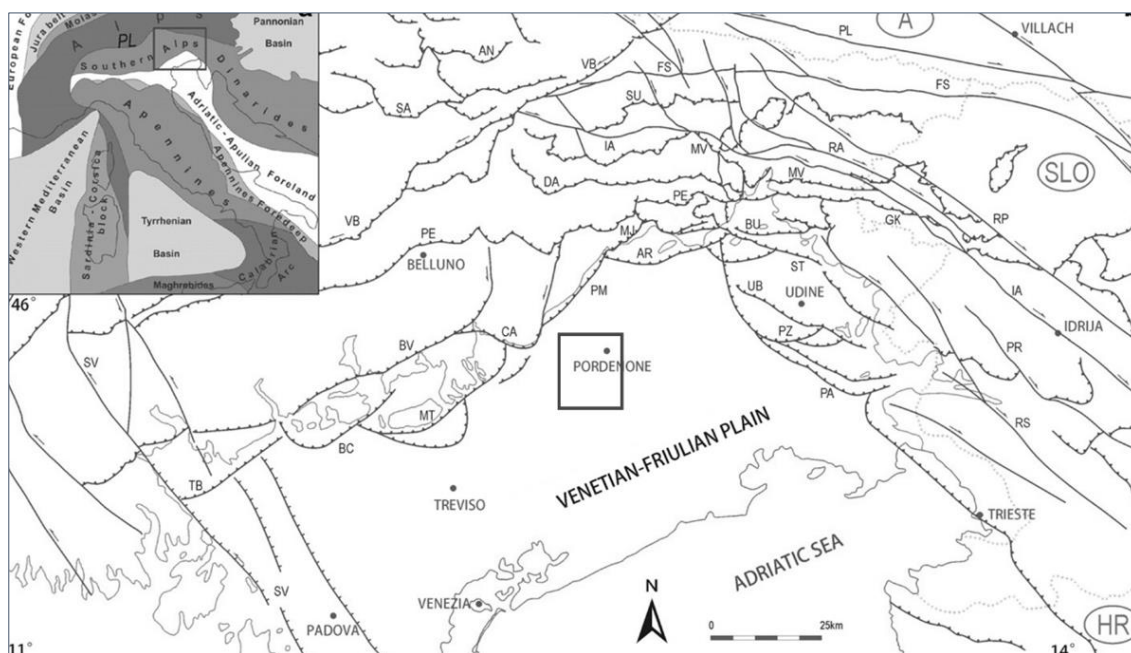 European Fo
Jurabelt
Molas
A l p s
PL
Southern Alps
Pannonian
Basin
Dinarides
Adriatic - Apulian
Foreland
Apennines Foredeep
Apennines
Western Mediterranean
Basin
Sardinia - Corsica
block
Tyrrhenian
Basin
Calabrian
Arc
Maghrebides
A
VILLACH
PL
AN
VB
FS
FS
SA
SU
RA
SLO
IA
MV
MV
DA
PE
VB
PE
MJ
BU
GK
RP
BELLUNO
AR
ST
46°
PM
UB
UDINE
IA
IDRIJA
SV
BV
CA
PZ
PR
PORDENONE
PA
MT
RS
BC
TB
VENETIAN-FRIULIAN PLAIN
TREVISO
TRIESTE
ADRIATIC SEA
SV
VENEZIA
N
PADOVA
0
25km
HR
11°
14°